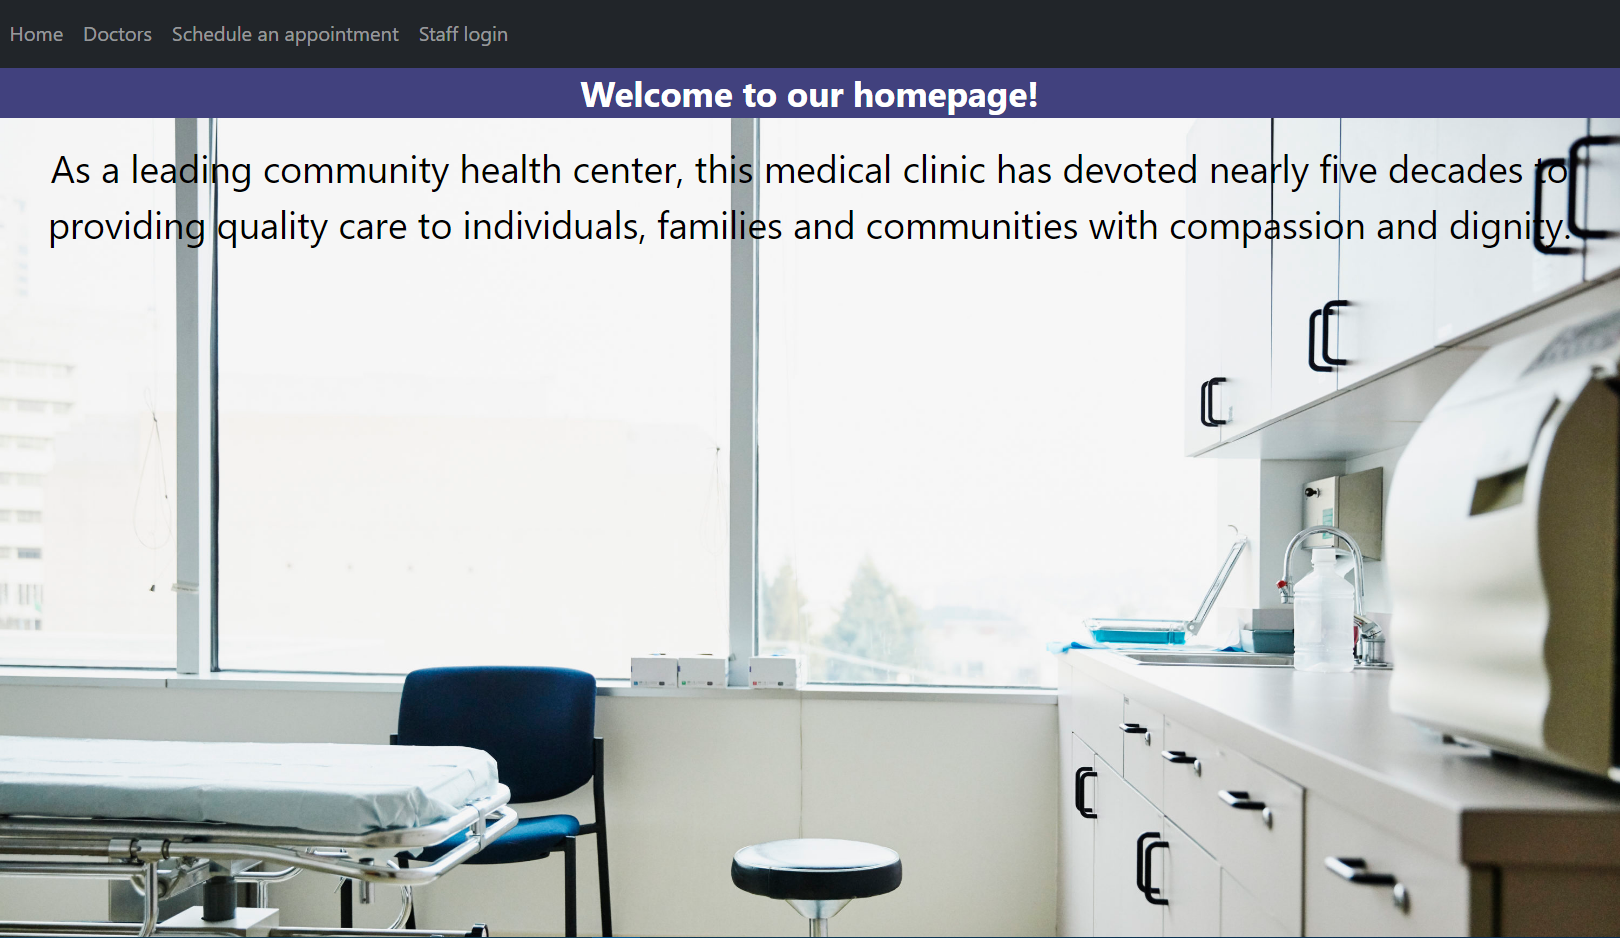 Home Doctors Schedule an appointment Staff login
Welcome to our homepage!
As a leading community health center, this medical clinic has devoted nearly five decades to
providing quality care to individuals, families and communities with compassion and dignity.